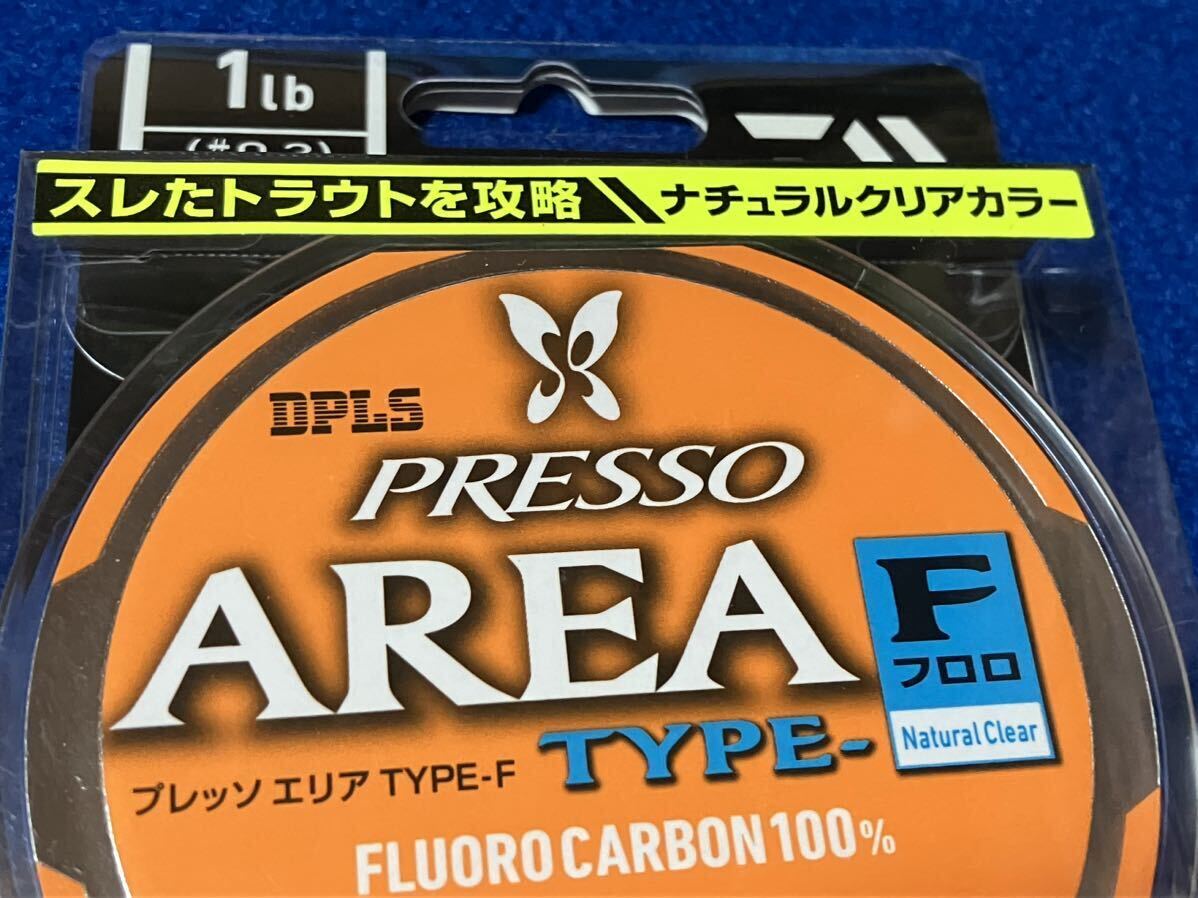 1lb
スレたトラウトを攻略 ナチュラルクリアカラー
DPLS
PRESSO
AREA
F
フロロ
TYPE-
Natural Clear
プレッソ エリア TYPE-F
FLUORO CARBON 100%